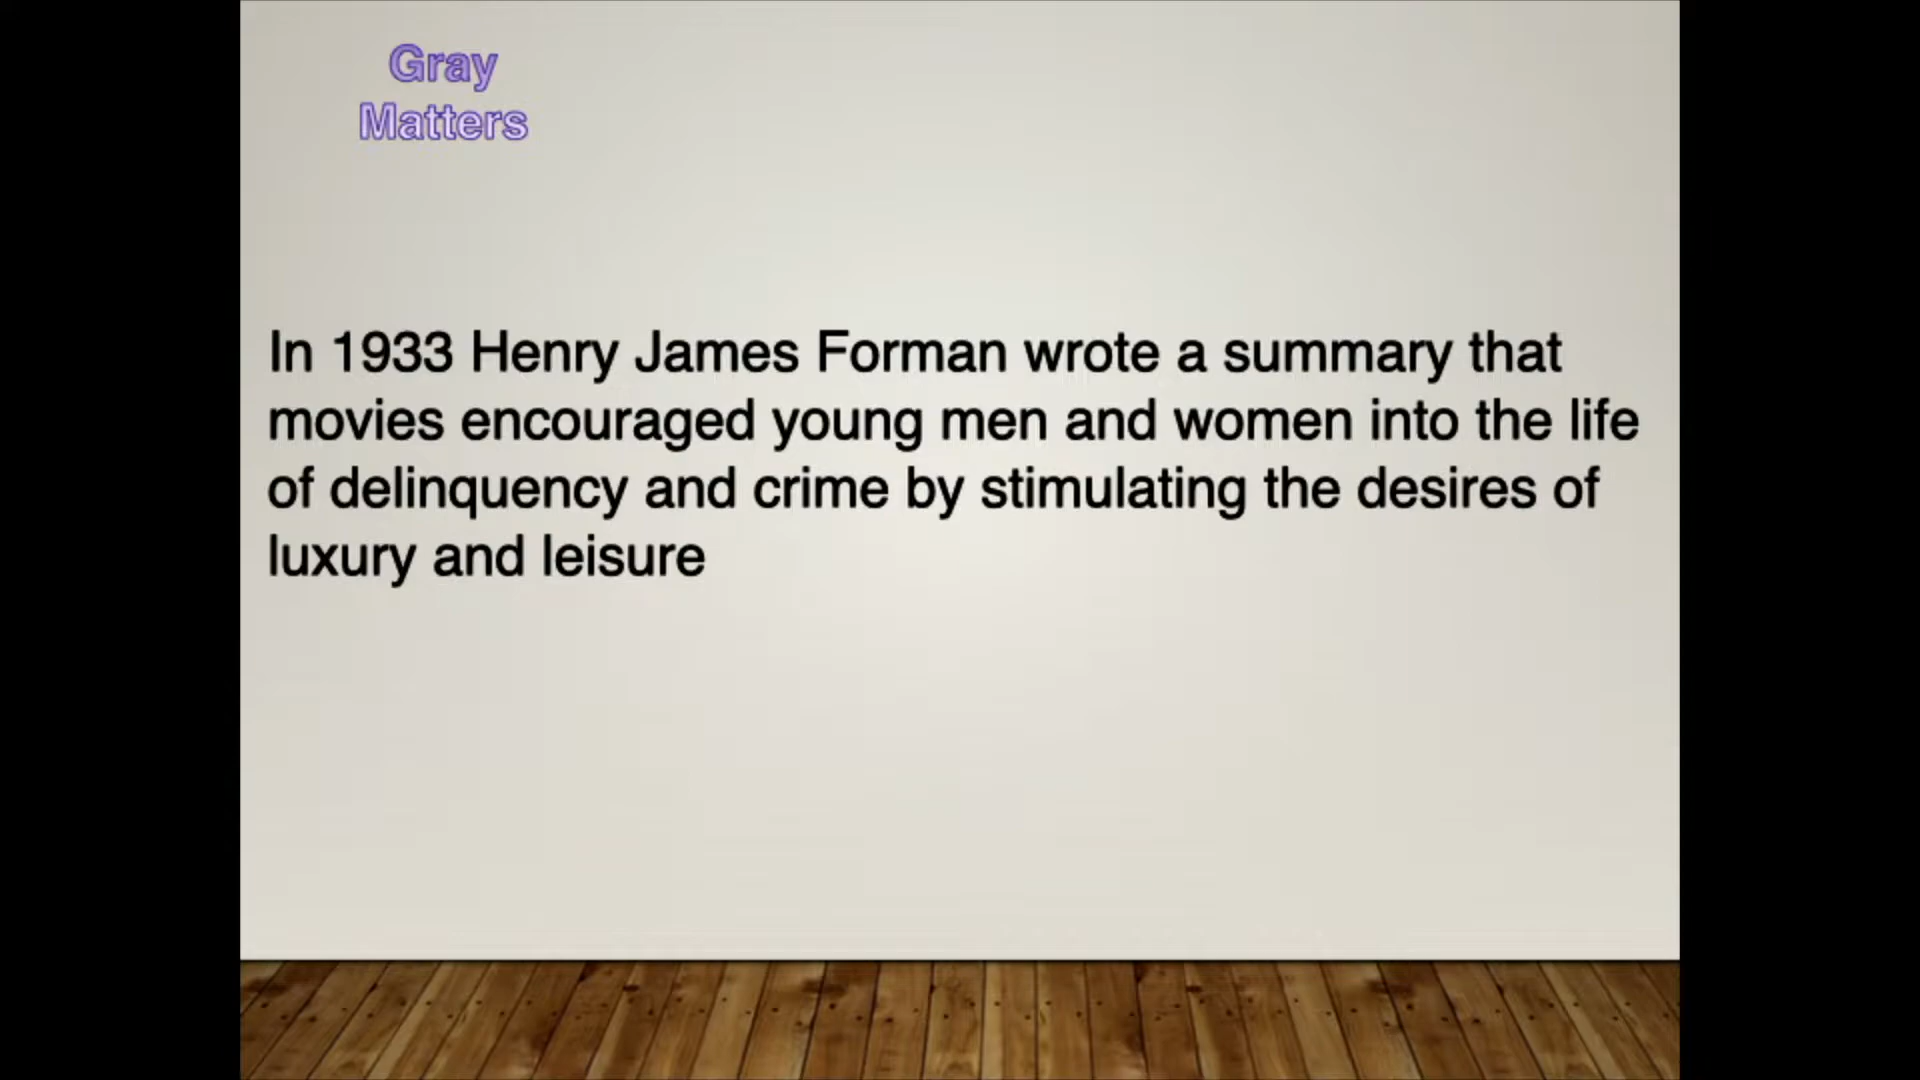 Gray
Matters
In 1933 Henry James Forman wrote a summary that
movies encouraged young men and women into the life
of delinquency and crime by stimulating the desires of
luxury and leisure